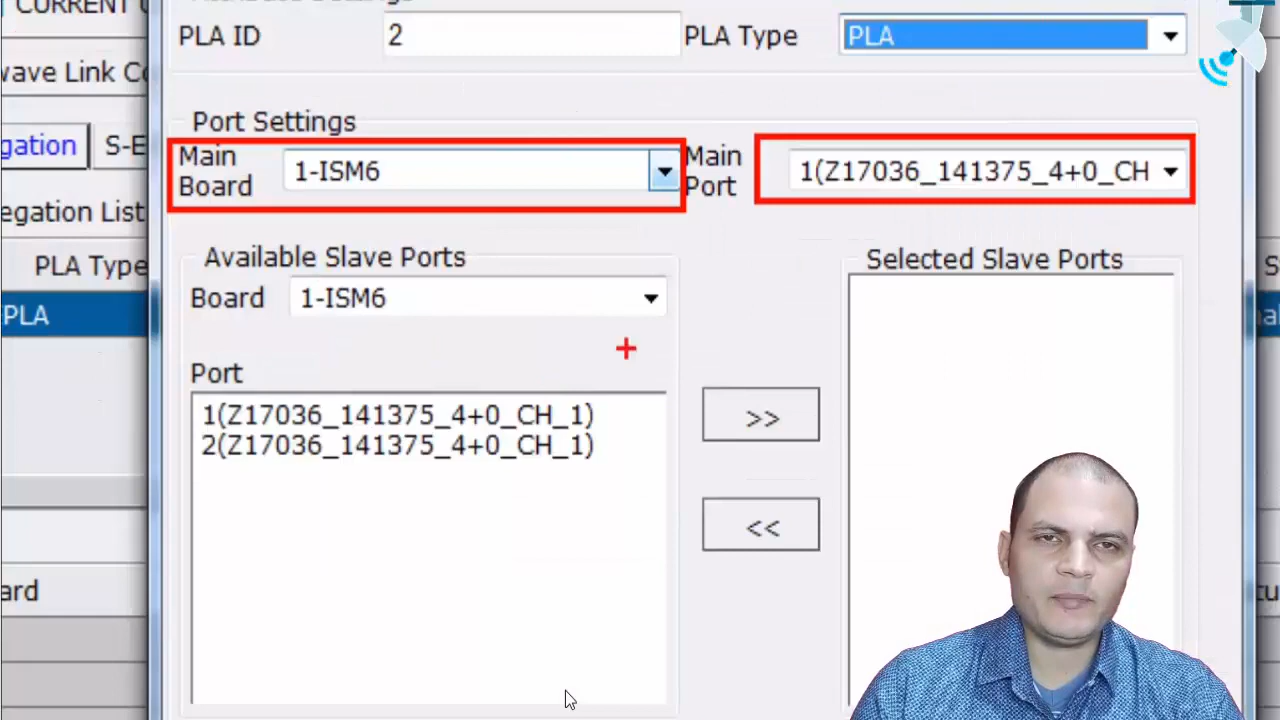 CURRENT
PLA ID
2
PLA Type
PLA
wave Link Co
Port Settings
gation
S-E
Main Board
1-ISM6
Main Port
1(Z17036_141375_4+0_CH
egation List
Available Slave Ports
Selected Slave Ports
PLA Type
Board
1-ISM6
PLA
+
Port
1(Z17036_141375_4+0_CH_1)
2(Z17036_141375_4+0_CH_1)
>>
<<
ard